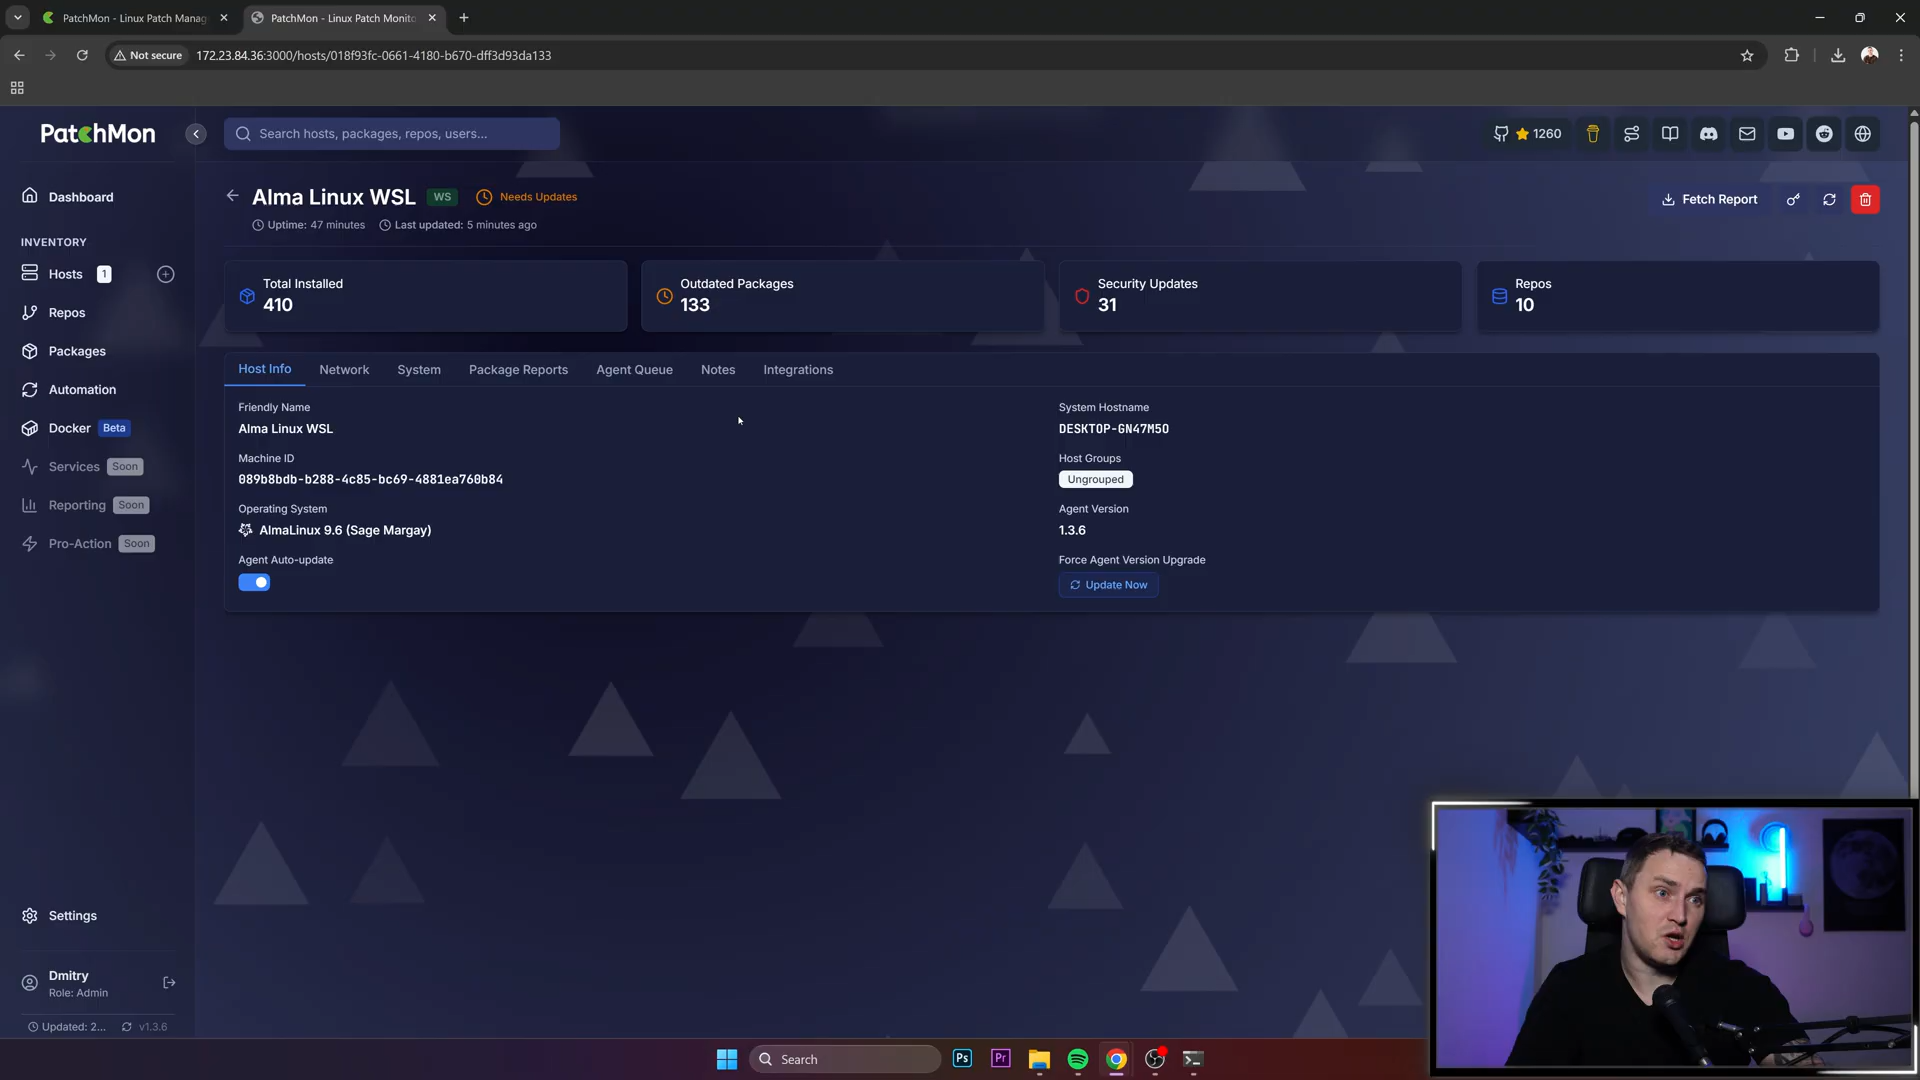 PatchMon - Linux Patch Manag
PatchMon - Linux Patch Monito
Not secure
172.23.84.36:3000/hosts/018f93fc-0661-4180-b670-dff3d93da133
PatchMon
Search hosts, packages, repos, users...
1260
Dashboard
INVENTORY
Hosts 1
Repos
Packages
Automation
Docker Beta
Services Soon
Reporting Soon
Pro-Action Soon
Settings
Dmitry
Role: Admin
Updated: 2... v1.3.6
Alma Linux WSL WS Needs Updates
Uptime: 47 minutes Last updated: 5 minutes ago
Fetch Report
Total Installed
410
Outdated Packages
133
Security Updates
31
Repos
10
Host Info Network System Package Reports Agent Queue Notes Integrations
Friendly Name
Alma Linux WSL
System Hostname
DESKTOP-GN47M5O
Machine ID
089b8bdb-b288-4c85-bc69-4881ea760b84
Host Groups
Ungrouped
Operating System
AlmaLinux 9.6 (Sage Margay)
Agent Version
1.3.6
Agent Auto-update
Force Agent Version Upgrade
Update Now
Search
Ps
Pr